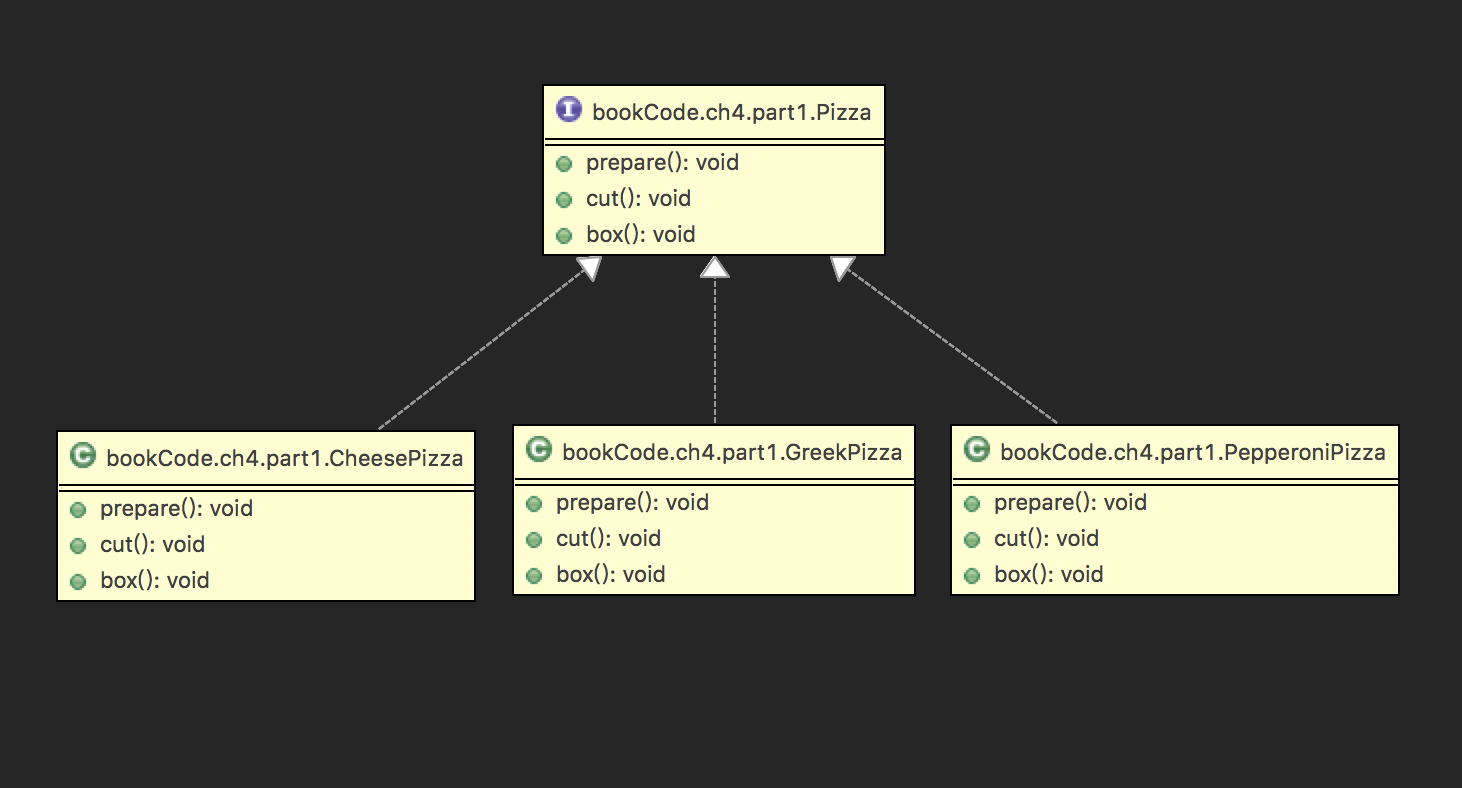 I bookCode.ch4.part1.Pizza
prepare(): void
cut(): void
box(): void
C bookCode.ch4.part1.CheesePizza
prepare(): void
cut(): void
box(): void
C bookCode.ch4.part1.GreekPizza
prepare(): void
cut(): void
box(): void
C bookCode.ch4.part1.PepperoniPizza
prepare(): void
cut(): void
box(): void